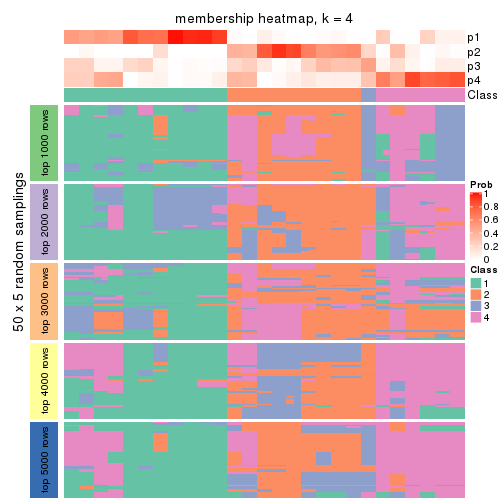 membership heatmap, k = 4
p1
p2
p3
p4
Class
50 x 5 random samplings
top 1000 rows
top 2000 rows
top 3000 rows
top 4000 rows
top 5000 rows
Prob
1
0.8
0.6
0.4
0.2
0
Class
1
2
3
4